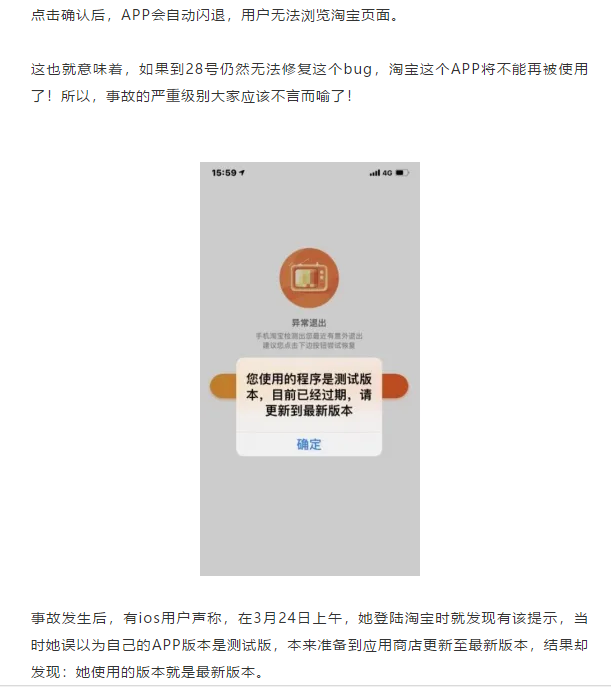 点击确认后，APP会自动闪退，用户无法浏览淘宝页面。
这也就意味着，如果到28号仍然无法修复这个bug，淘宝这个APP将不能再被使用
了！所以，事故的严重级别大家应该不言而喻了！
15:59
4G
异常退出
手机淘宝检测出您最近有意外退出
建议您点击下边按钮尝试恢复
您使用的程序是测试版
本，目前已经过期，请
更新到最新版本
确定
事故发生后，有ios用户声称，在3月24日上午，她登陆淘宝时就发现有该提示，当
时她误以为自己的APP版本是测试版，本来准备到应用商店更新至最新版本，结果却
发现：她使用的版本就是最新版本。